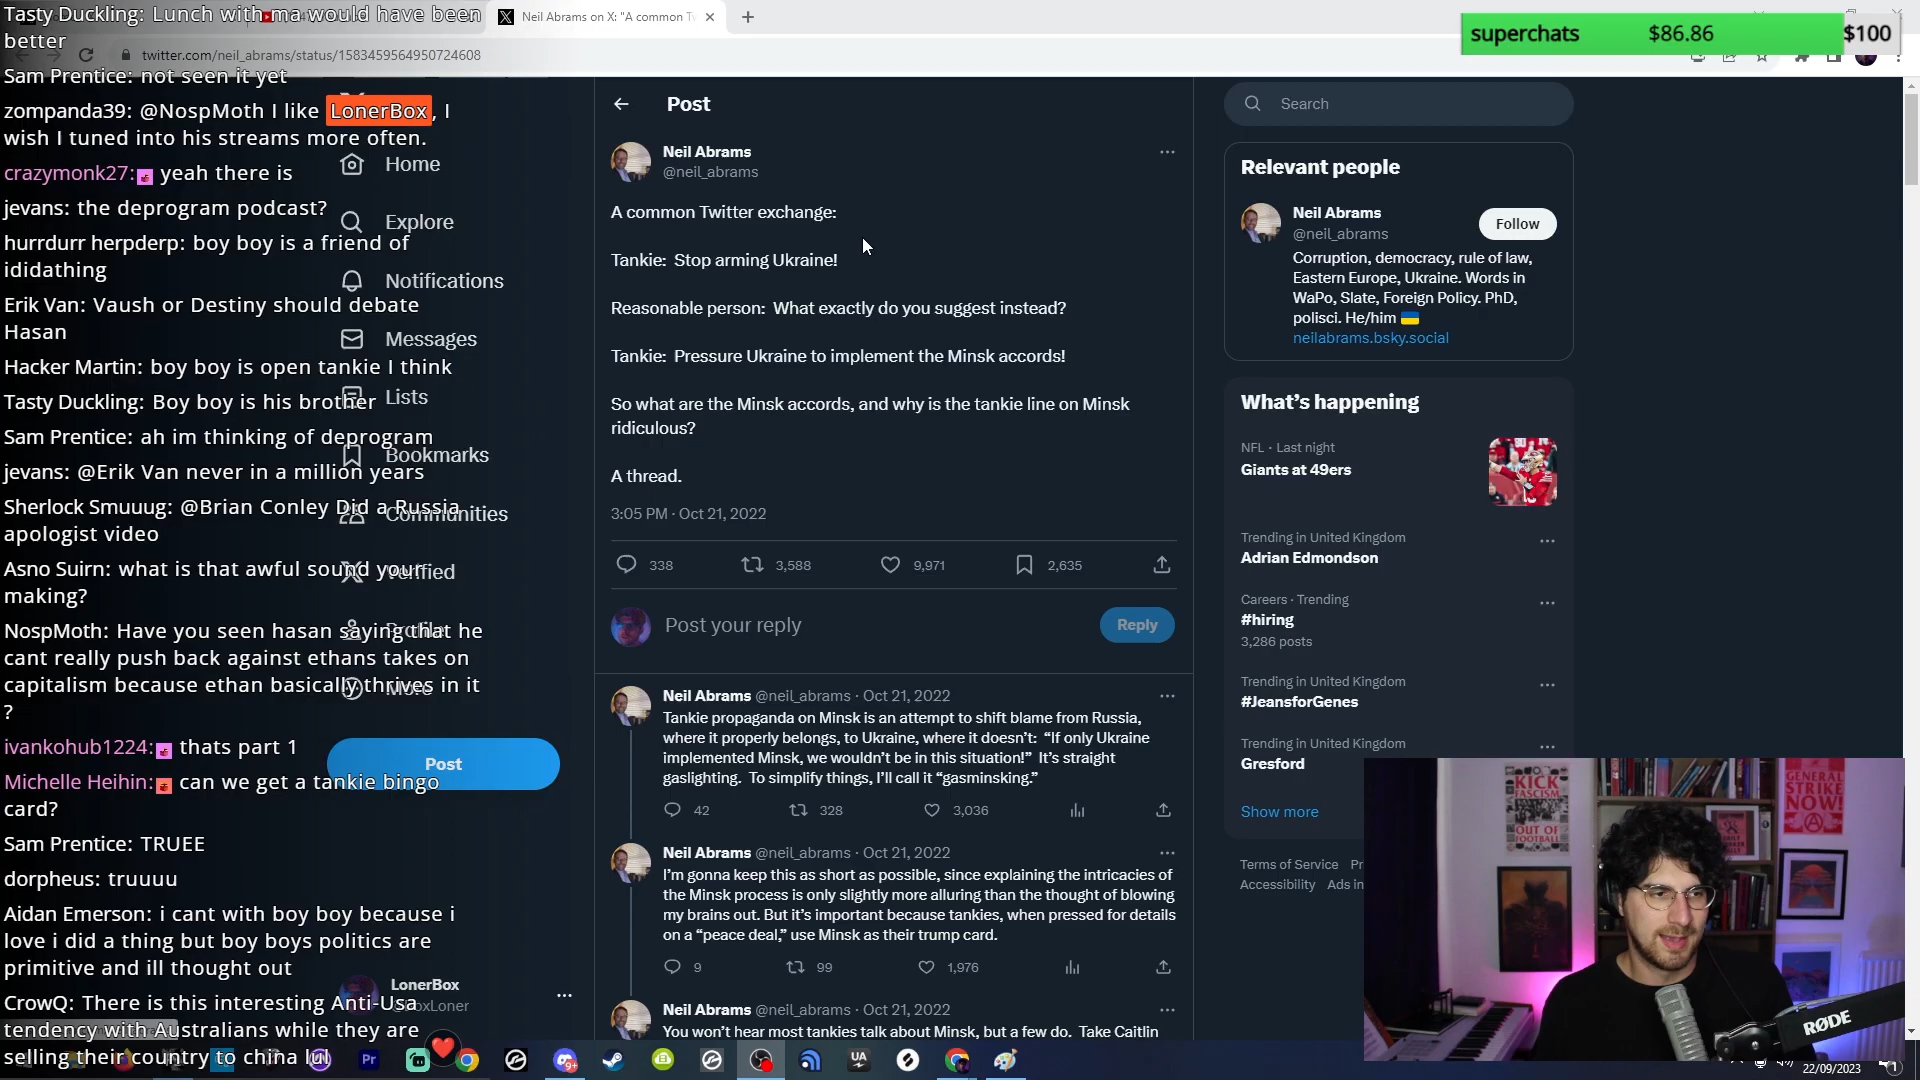 Tasty Duckling: Lunch with ma would have been
better
Sam Prentice: not seen it yet
zompanda39: @NospMoth I like LonerBox, I
wish I tuned into his streams more often.
crazymonk27: yeah there is
jevans: the deprogram podcast?
hurrdurr herpderp: boy boy is a friend of
ididathing
Erik Van: Vaush or Destiny should debate
Hasan
Hacker Martin: boy boy is open tankie I think
Tasty Duckling: Boy boy is his brother
Sam Prentice: ah im thinking of deprogram
jevans: @Erik Van never in a million years
Sherlock Smuuug: @Brian Conley Did a Russia
apologist video
Asno Suirn: what is that awful sound your
making?
NospMoth: Have you seen hasan saying that he
cant really push back against ethans takes on
capitalism because ethan basically thrives in it
?
ivankohub1224: thats part 1
Michelle Heihin: can we get a tankie bingo
card?
Sam Prentice: TRUEE
dorpheus: truuuu
Aidan Emerson: i cant with boy boy because i
love i did a thing but boy boys politics are
primitive and ill thought out
CrowQ: There is this interesting Anti-Usa
tendency with Australians while they are
selling their country to china lul
Neil Abrams on X: "A common Tw
twitter.com/neil_abrams/status/1583459564950724608
superchats $86.86 $100
Home
Explore
Notifications
Messages
Lists
Bookmarks
Communities
Verified
Profile
More
Post
LonerBox
Post
Neil Abrams
@neil_abrams
A common Twitter exchange:
Tankie: Stop arming Ukraine!
Reasonable person: What exactly do you suggest instead?
Tankie: Pressure Ukraine to implement the Minsk accords!
So what are the Minsk accords, and why is the tankie line on Minsk
ridiculous?
A thread.
3:05 PM · Oct 21, 2022
338 3,588 9,971 2,635
Post your reply
Reply
Neil Abrams @neil_abrams · Oct 21, 2022
Tankie propaganda on Minsk is an attempt to shift blame from Russia,
where it properly belongs, to Ukraine, where it doesn't: "If only Ukraine
implemented Minsk, we wouldn't be in this situation!" It's straight
gaslighting. To simplify things, I'll call it "gasminsking."
42 328 3,036
Neil Abrams @neil_abrams · Oct 21, 2022
I'm gonna keep this as short as possible, since explaining the intricacies of
the Minsk process is only slightly more alluring than the thought of blowing
my brains out. But it's important because tankies, when pressed for details
on a "peace deal," use Minsk as their trump card.
9 99 1,976
Neil Abrams @neil_abrams · Oct 21, 2022
You won't hear most tankies talk about Minsk, but a few do. Take Caitlin
Search
Relevant people
Neil Abrams
@neil_abrams
Follow
Corruption, democracy, rule of law,
Eastern Europe, Ukraine. Words in
WaPo, Slate, Foreign Policy. PhD,
polisci. He/him
neilabrams.bsky.social
What's happening
NFL · Last night
Giants at 49ers
Trending in United Kingdom
Adrian Edmondson
Careers · Trending
#hiring
3,286 posts
Trending in United Kingdom
#JeansforGenes
Trending in United Kingdom
Gresford
Show more
Terms of Service Pr
Accessibility Ads in
KICK
FASCISM
OUT OF
FOOTBALL
GENERAL
STRIKE
NOW!
RØDE
Pr
9+
UA
22/09/2023
1